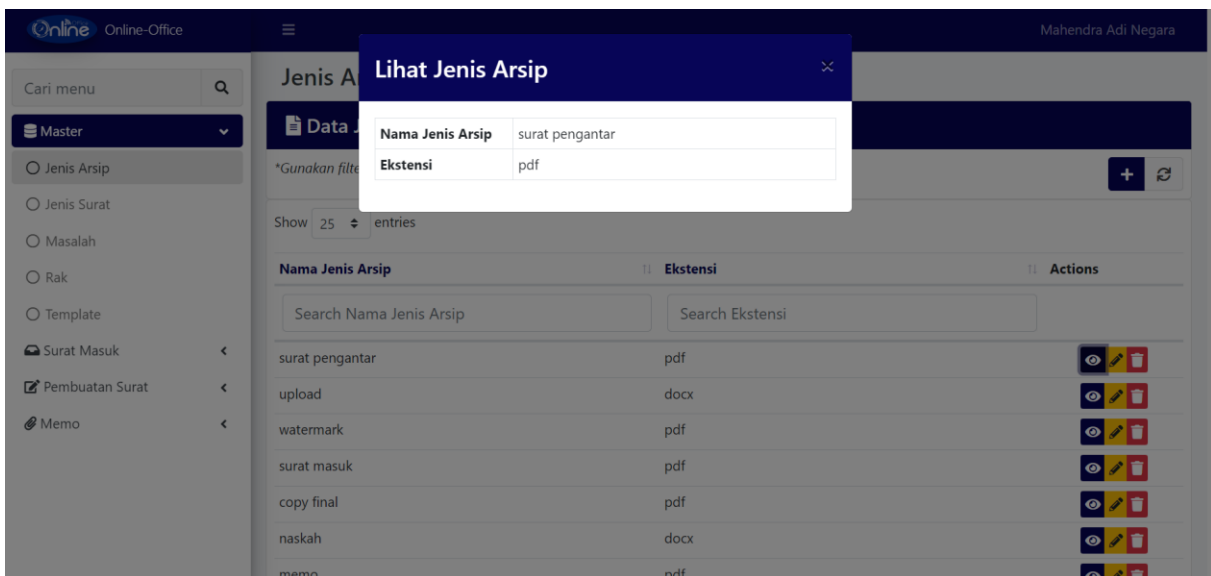 Online Online-Office
Mahendra Adi Negara
Cari menu
Master
Jenis Arsip
Jenis Surat
Masalah
Rak
Template
Surat Masuk
Pembuatan Surat
Memo
Lihat Jenis Arsip
Nama Jenis Arsip surat pengantar
Ekstensi pdf
Jenis A
Data J
*Gunakan filte
Show 25 entries
Nama Jenis Arsip Ekstensi Actions
Search Nama Jenis Arsip Search Ekstensi
surat pengantar pdf
upload docx
watermark pdf
surat masuk pdf
copy final pdf
naskah docx
memo pdf